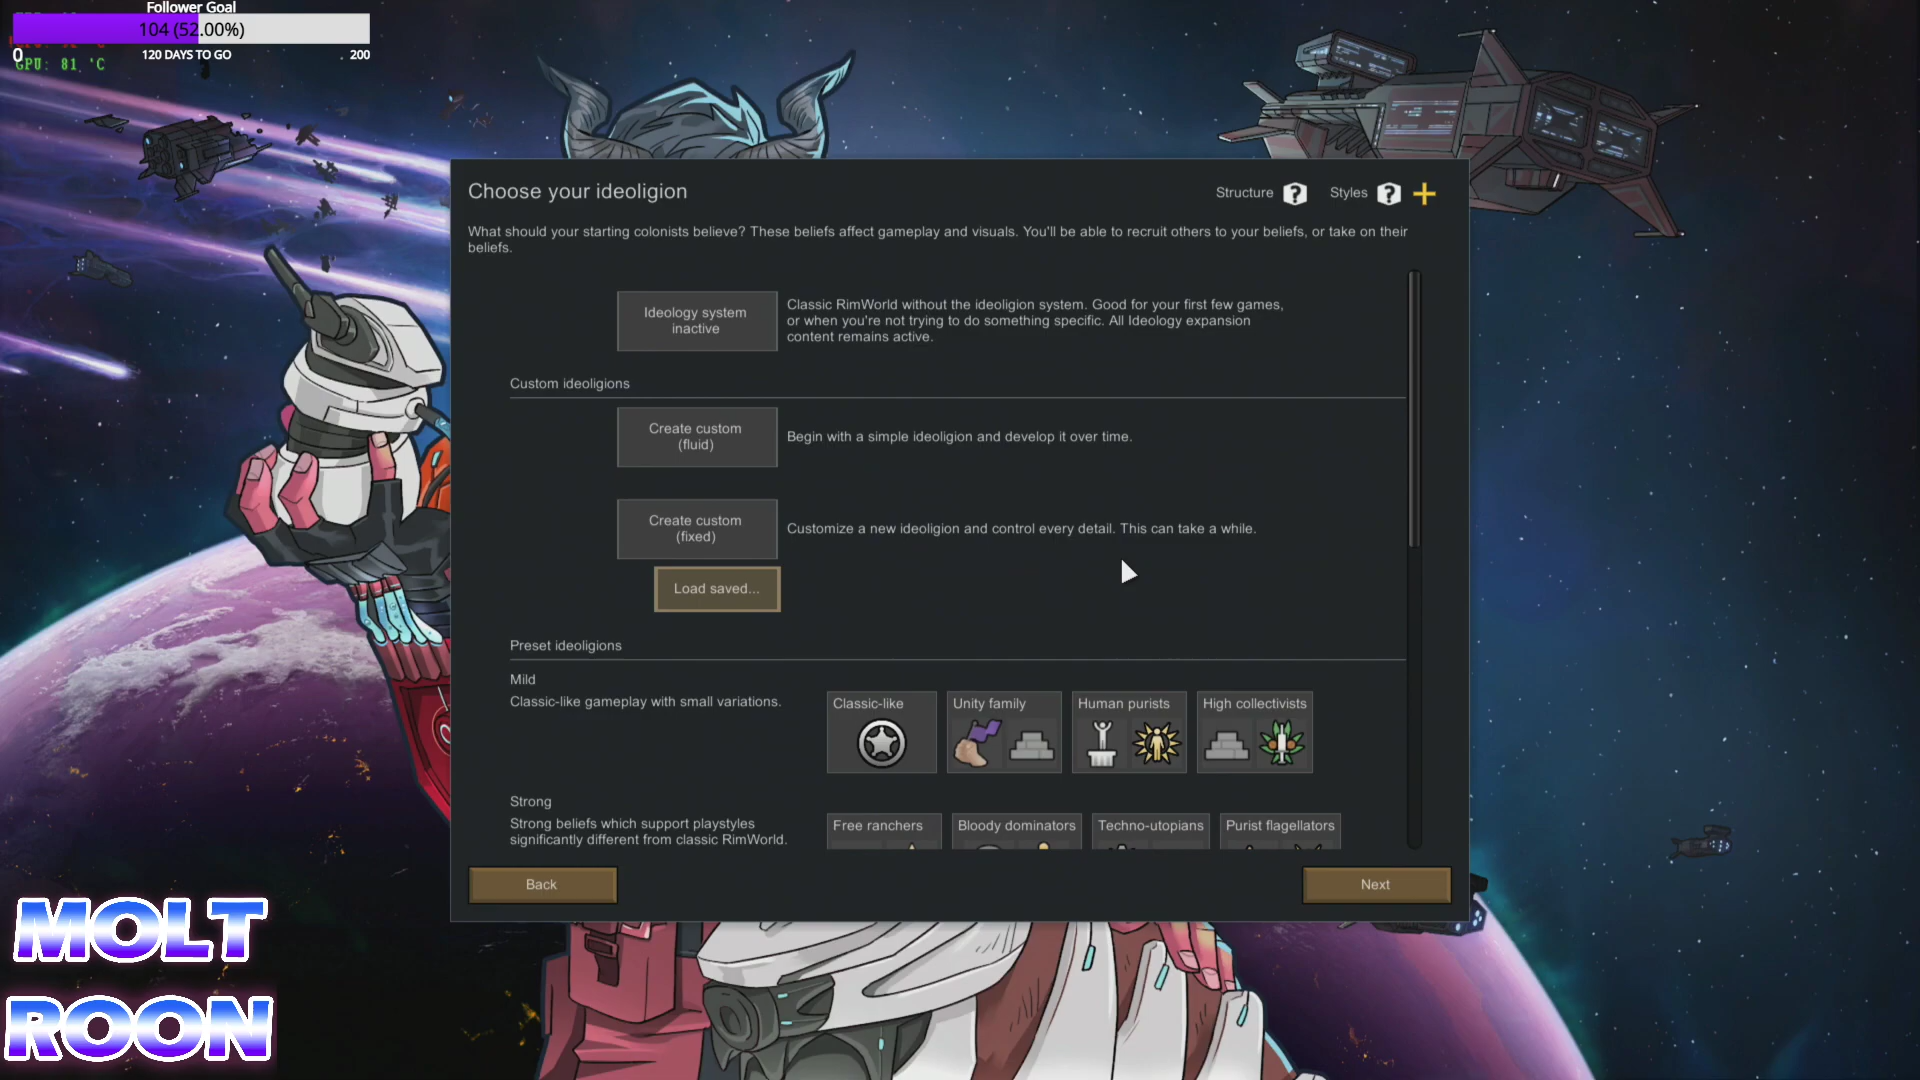 Follower Goal
104 (52.00%)
0
120 DAYS TO GO
200
GPU: 81 °C
Choose your ideoligion
Structure
?
Styles
?
What should your starting colonists believe? These beliefs affect gameplay and visuals. You'll be able to recruit others to your beliefs, or take on their
beliefs.
Ideology system
inactive
Classic RimWorld without the ideoligion system. Good for your first few games,
or when you're not trying to do something specific. All Ideology expansion
content remains active.
Custom ideoligions
Create custom
(fluid)
Begin with a simple ideoligion and develop it over time.
Create custom
(fixed)
Customize a new ideoligion and control every detail. This can take a while.
Load saved...
Preset ideoligions
Mild
Classic-like gameplay with small variations.
Classic-like
Unity family
Human purists
High collectivists
Strong
Strong beliefs which support playstyles
significantly different from classic RimWorld.
Free ranchers
Bloody dominators
Techno-utopians
Purist flagellators
Back
Next
MOLT
ROON